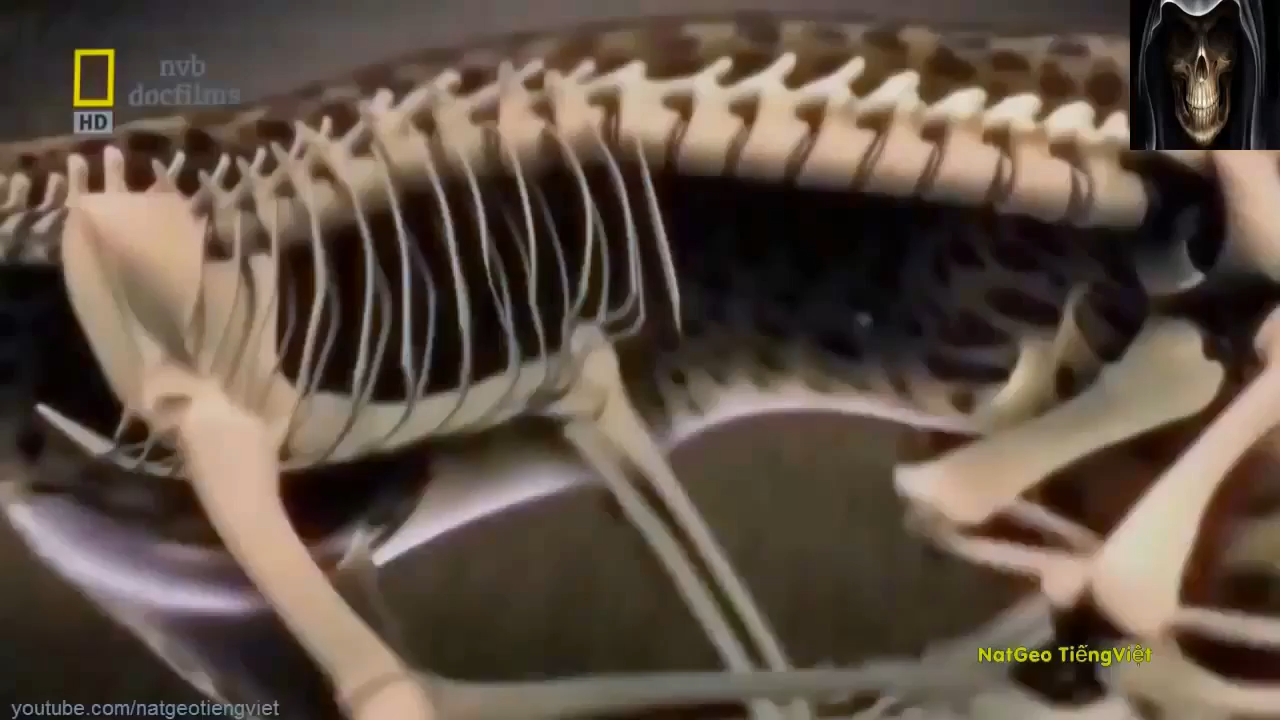 nvb
docfilms
HD
NatGeo TiếngViệt
youtube.com/natgeotiengviet